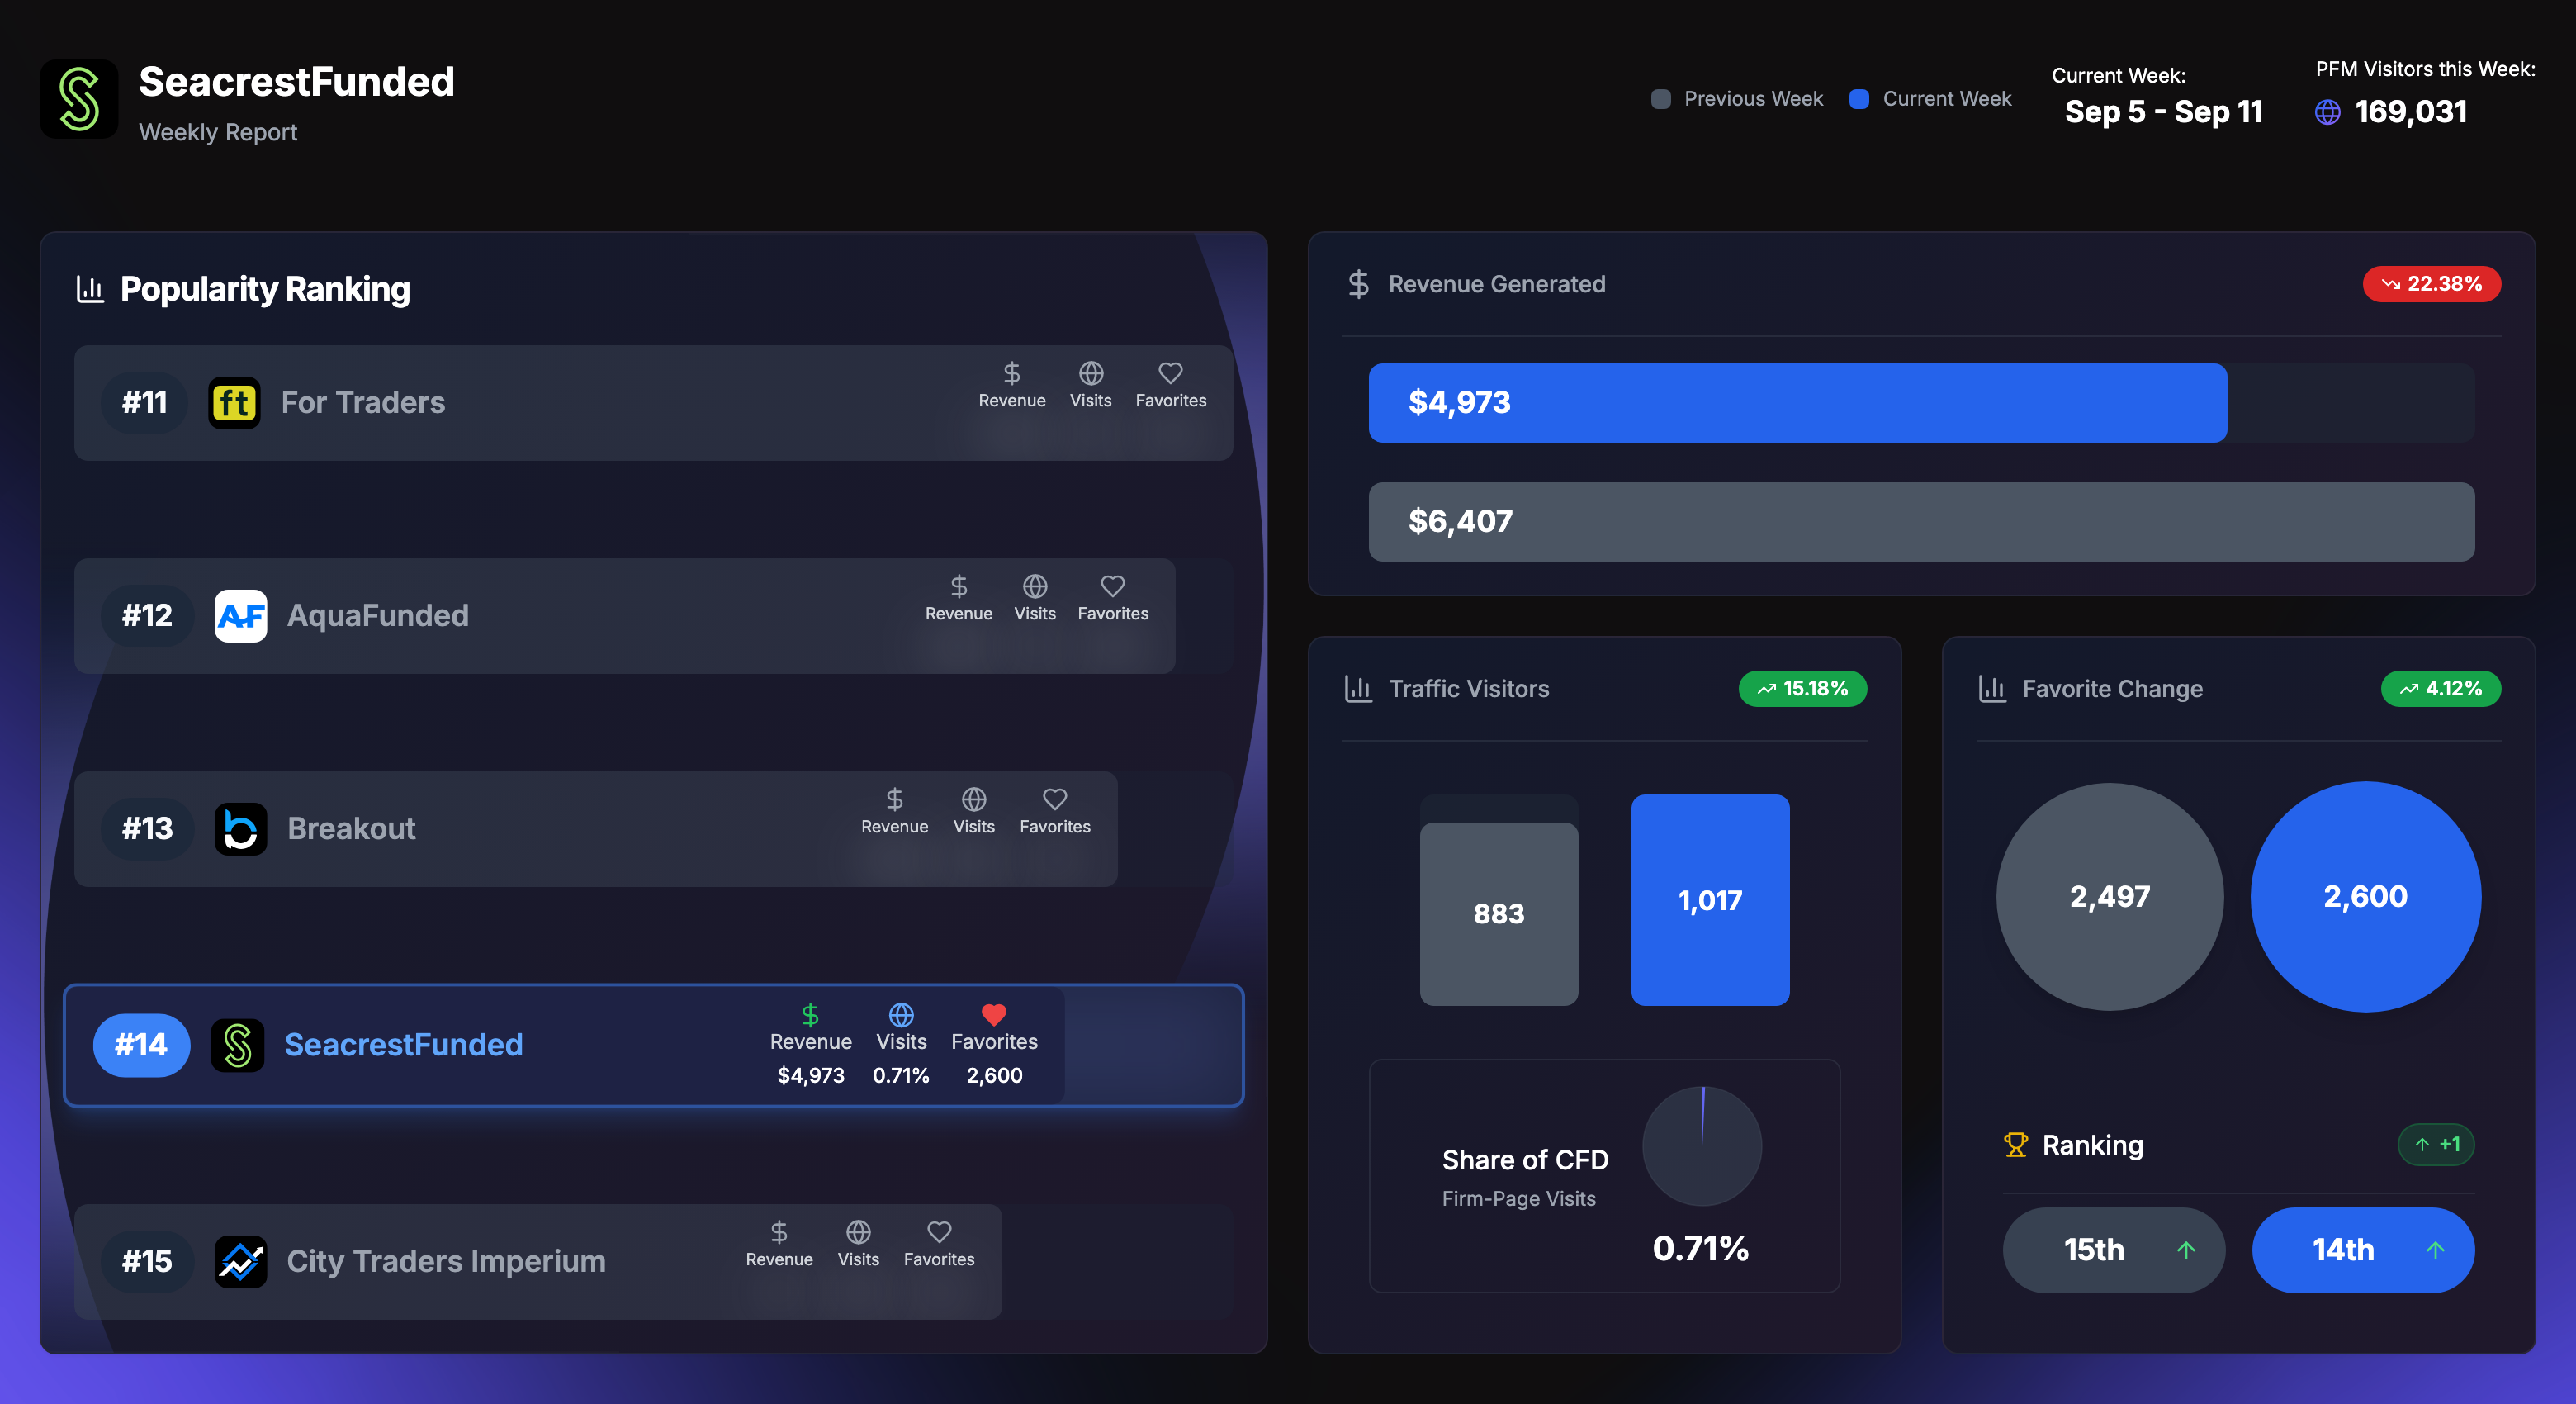 SeacrestFunded
Weekly Report
Previous Week
Current Week
Current Week:
Sep 5 - Sep 11
PFM Visitors this Week:
169,031
Popularity Ranking
#11
ft
For Traders
Revenue Visits Favorites
#12
AF
AquaFunded
Revenue Visits Favorites
#13
b
Breakout
Revenue Visits Favorites
#14
SeacrestFunded
Revenue Visits Favorites
$4,973 0.71% 2,600
#15
City Traders Imperium
Revenue Visits Favorites
Revenue Generated
22.38%
$4,973
$6,407
Traffic Visitors
15.18%
883
1,017
Share of CFD
Firm-Page Visits
0.71%
Favorite Change
4.12%
2,497
2,600
Ranking
+1
15th
14th